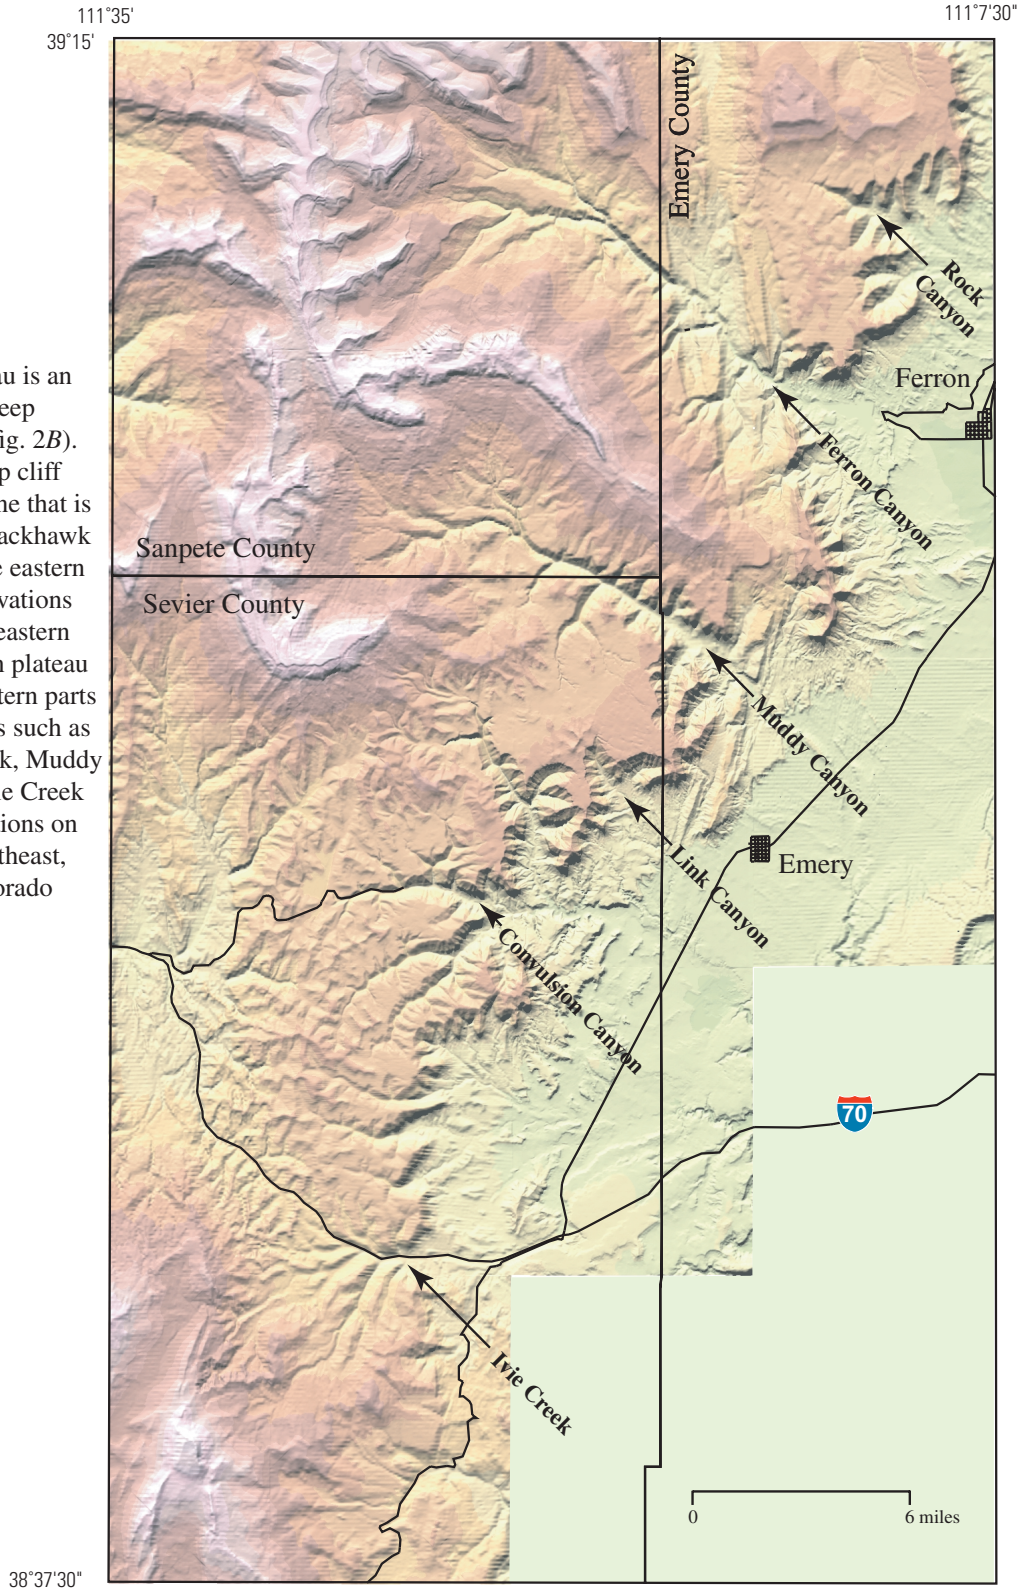 111°35'
111°7'30"
39°15'
Emery County
Rock
Canyon
Ferron
Ferron Canyon
Sanpete County
Sevier County
Muddy Canyon
Emery
Link Canyon
Convulsion Canyon
70
Ivie Creek
0 6 miles
38°37'30"
au is an
eep
ig. 2B).
p cliff
ne that is
ackhawk
e eastern
vations
eastern
n plateau
tern parts
s such as
k, Muddy
ie Creek
ions on
theast,
orado